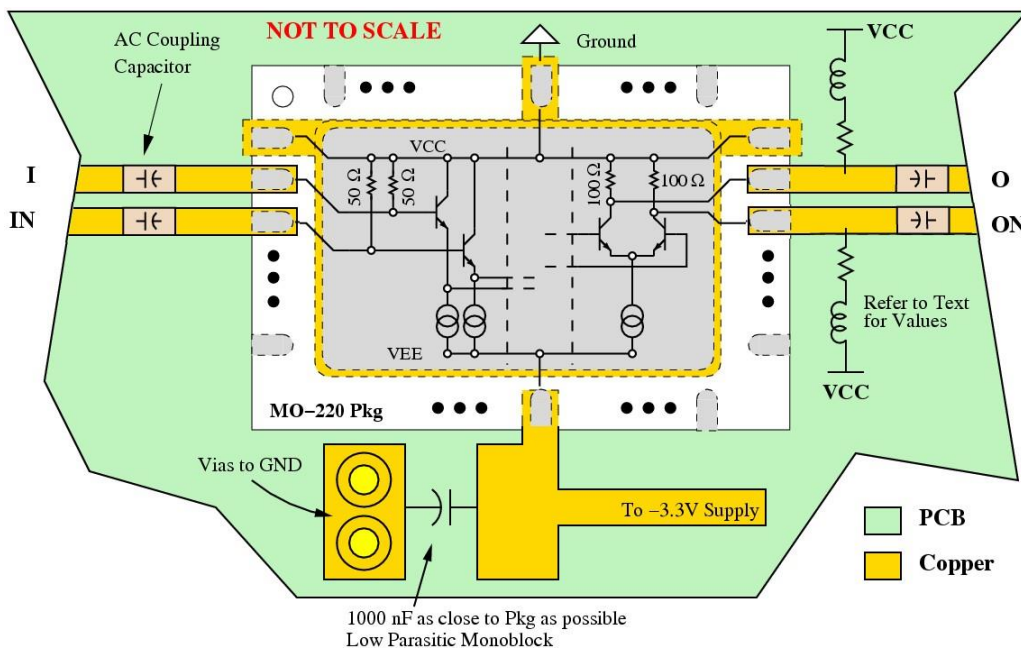 AC Coupling
Capacitor
NOT TO SCALE
Ground
VCC
VCC
50 Ω
50 Ω
100 Ω
100 Ω
I
IN
O
ON
Refer to Text
for Values
VEE
VCC
MO−220 Pkg
Vias to GND
To −3.3V Supply
PCB
Copper
1000 nF as close to Pkg as possible
Low Parasitic Monoblock